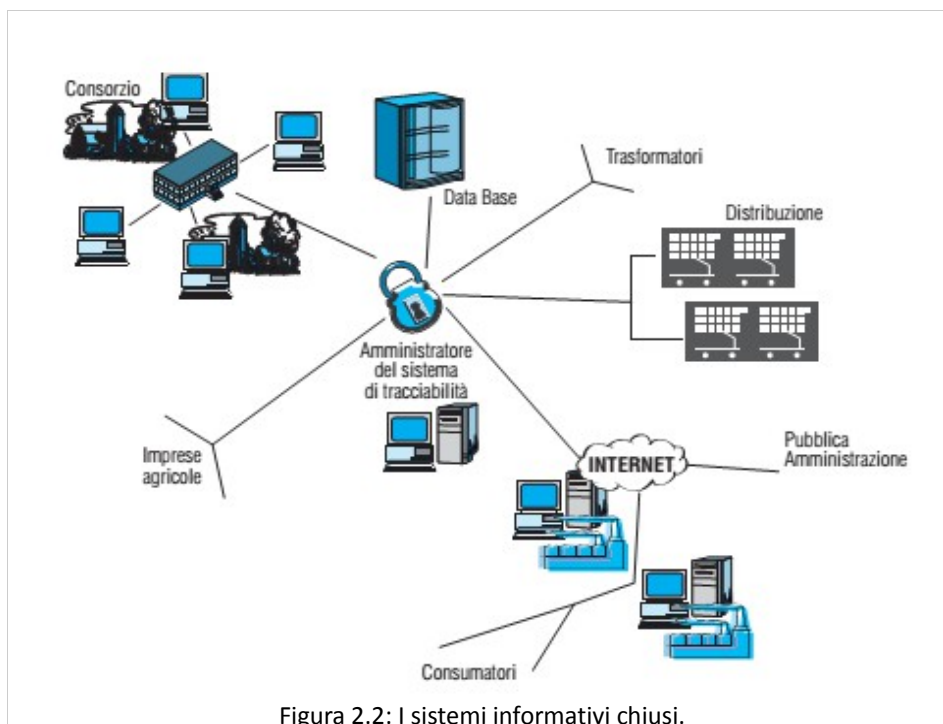 Consorzio
Data Base
Trasformatori
Distribuzione
Amministratore
del sistema
di tracciabilità
Imprese
agricole
INTERNET
Pubblica
Amministrazione
Consumatori
Figura 2.2: I sistemi informativi chiusi.